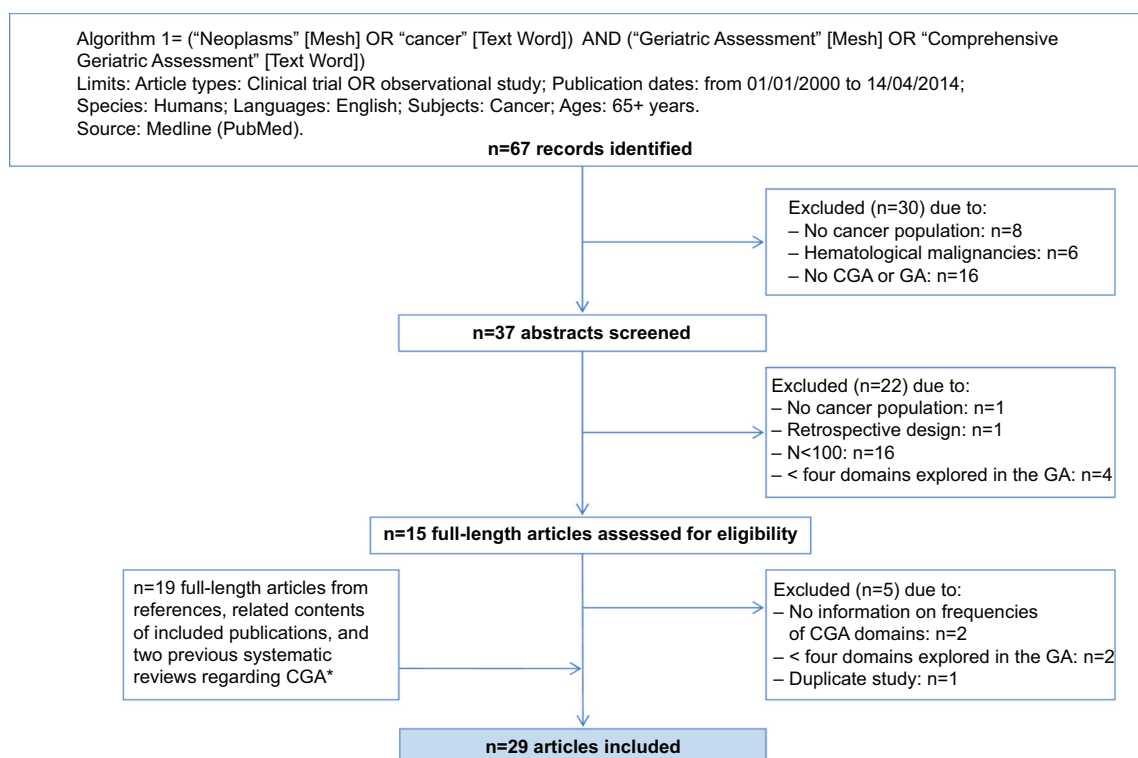 Algorithm 1= (“Neoplasms” [Mesh] OR “cancer” [Text Word])  AND (“Geriatric Assessment” [Mesh] OR “Comprehensive
Geriatric Assessment” [Text Word])
Limits: Article types: Clinical trial OR observational study; Publication dates: from 01/01/2000 to 14/04/2014;
Species: Humans; Languages: English; Subjects: Cancer; Ages: 65+ years.
Source: Medline (PubMed).
n=67 records identified
Excluded (n=30) due to:
– No cancer population: n=8
– Hematological malignancies: n=6
– No CGA or GA: n=16
n=37 abstracts screened
Excluded (n=22) due to:
– No cancer population: n=1
– Retrospective design: n=1
– N<100: n=16
– < four domains explored in the GA: n=4
n=15 full-length articles assessed for eligibility
n=19 full-length articles from
references, related contents
of included publications, and
two previous systematic
reviews regarding CGA*
Excluded (n=5) due to:
– No information on frequencies
of CGA domains: n=2
– < four domains explored in the GA: n=2
– Duplicate study: n=1
n=29 articles included